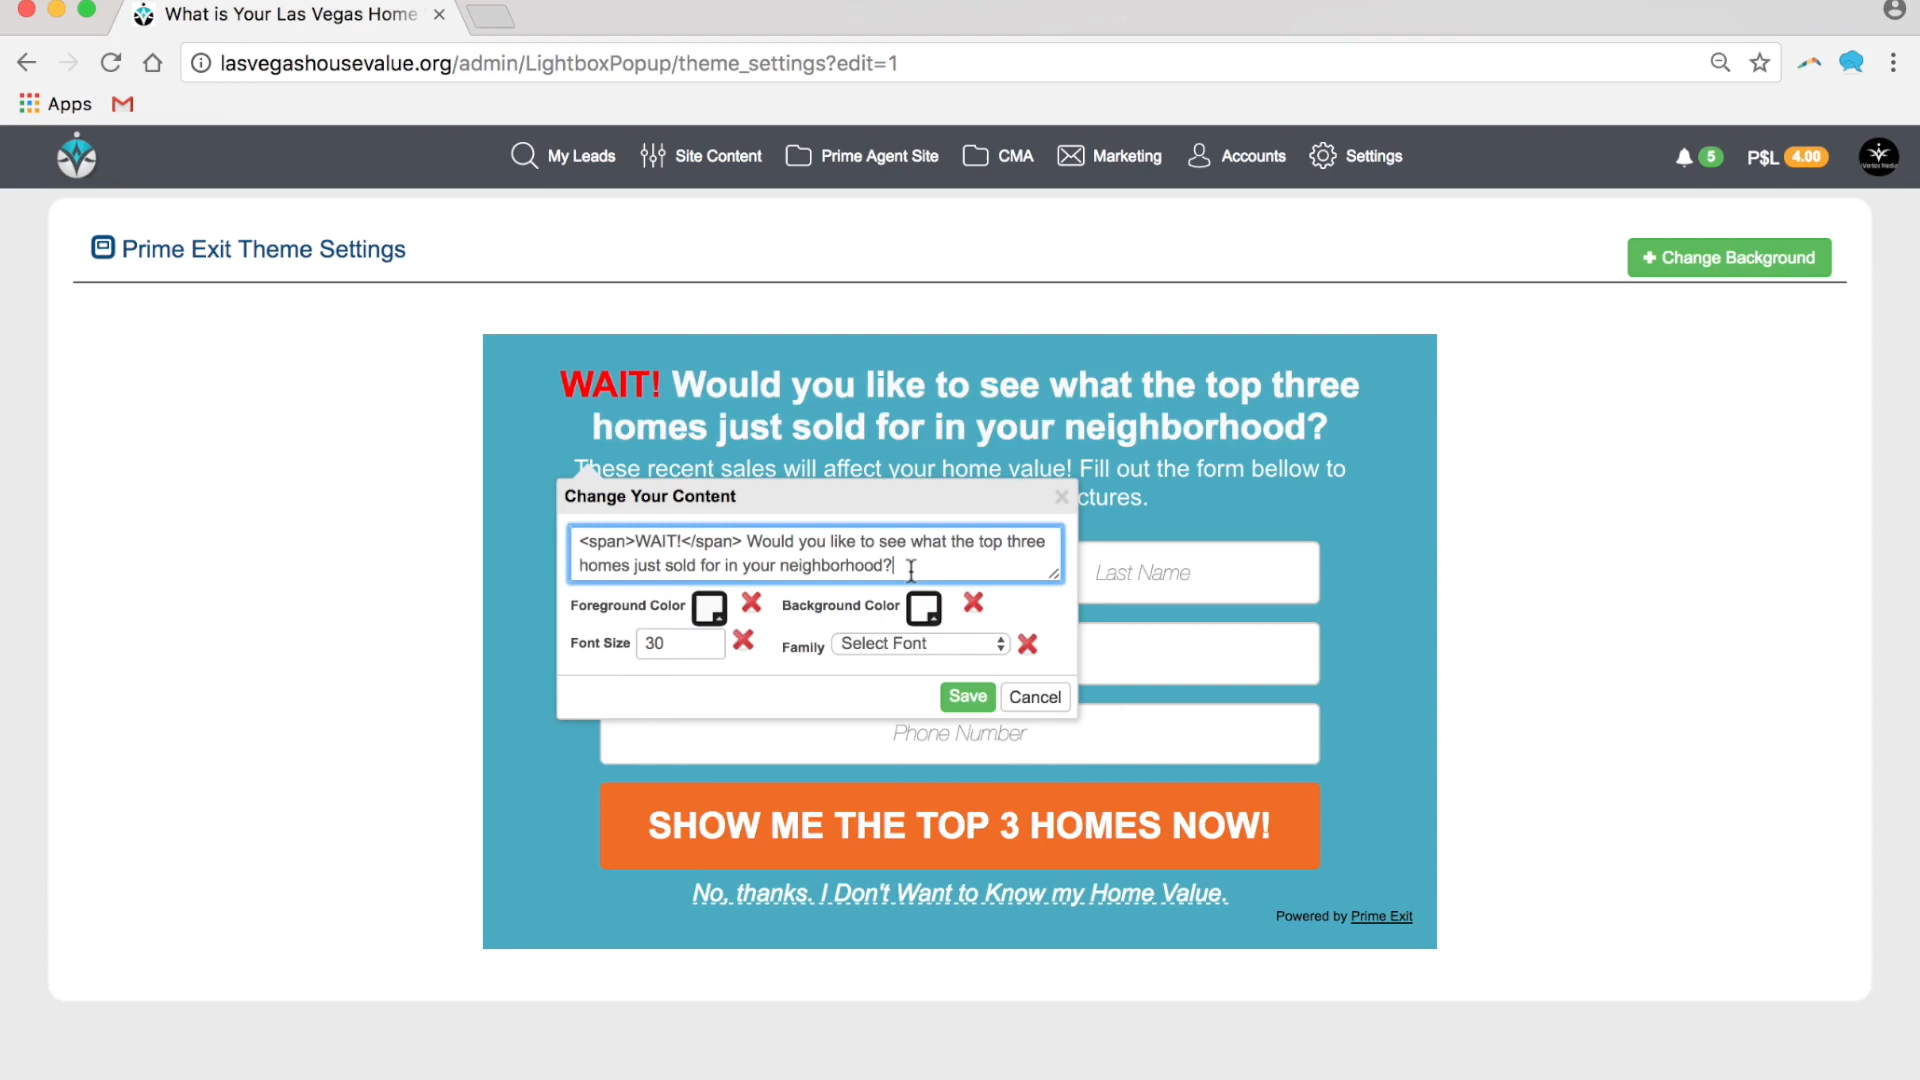 What is Your Las Vegas Home
lasvegashousevalue.org/admin/LightboxPopup/theme_settings?edit=1
Apps
My Leads
Site Content
Prime Agent Site
CMA
Marketing
Accounts
Settings
5
P$L 4.00
Prime Exit Theme Settings
Change Background
WAIT! Would you like to see what the top three
homes just sold for in your neighborhood?
These recent sales will affect your home value! Fill out the form bellow to
ctures.
Change Your Content
<span>WAIT!</span> Would you like to see what the top three
homes just sold for in your neighborhood?
Last Name
Foreground Color
Background Color
Font Size 30
Family Select Font
Save Cancel
Phone Number
SHOW ME THE TOP 3 HOMES NOW!
No, thanks. I Don't Want to Know my Home Value.
Powered by Prime Exit